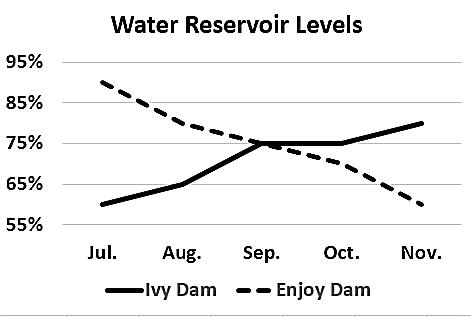 Water Reservoir Levels
95%
85%
75%
65%
55%
Jul. Aug. Sep. Oct. Nov.
Ivy Dam Enjoy Dam